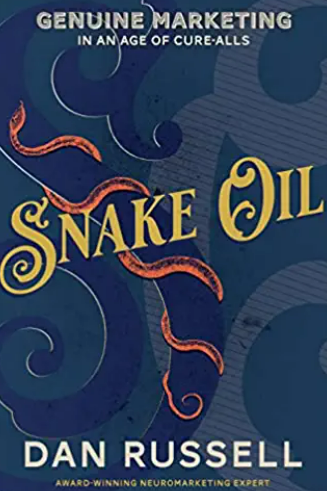 GENUINE MARKETING
IN AN AGE OF CURE-ALLS
SNAKE OIL
DAN RUSSELL
AWARD-WINNING NEUROMARKETING EXPERT